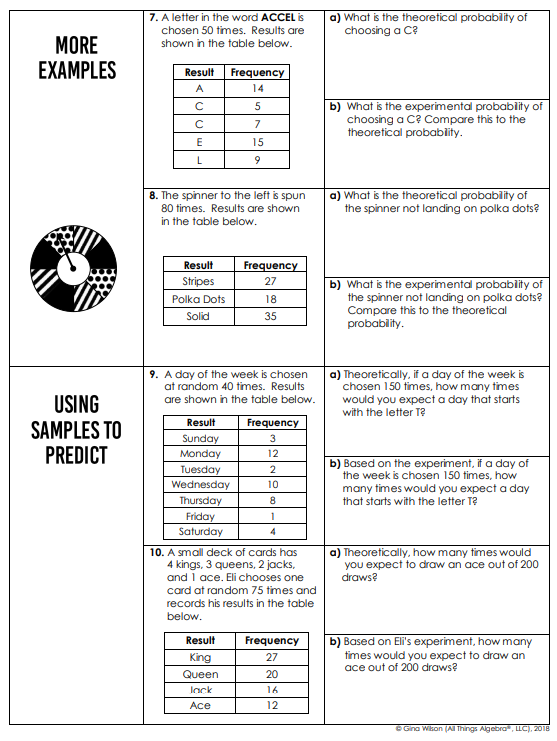 MORE
EXAMPLES
7. A letter in the word ACCEL is
chosen 50 times. Results are
shown in the table below.
Result Frequency
A 14
C 5
C 7
E 15
L 9
a) What is the theoretical probability of
choosing a C?
b) What is the experimental probability of
choosing a C? Compare this to the
theoretical probability.
8. The spinner to the left is spun
80 times. Results are shown
in the table below.
Result Frequency
Stripes 27
Polka Dots 18
Solid 35
a) What is the theoretical probability of
the spinner not landing on polka dots?
b) What is the experimental probability of
the spinner not landing on polka dots?
Compare this to the theoretical
probability.
USING
SAMPLES TO
PREDICT
9. A day of the week is chosen
at random 40 times. Results
are shown in the table below.
Result Frequency
Sunday 3
Monday 12
Tuesday 2
Wednesday 10
Thursday 8
Friday 1
Saturday 4
a) Theoretically, if a day of the week is
chosen 150 times, how many times
would you expect a day that starts
with the letter T?
b) Based on the experiment, if a day of
the week is chosen 150 times, how
many times would you expect a day
that starts with the letter T?
10. A small deck of cards has
4 kings, 3 queens, 2 jacks,
and 1 ace. Eli chooses one
card at random 75 times and
records his results in the table
below.
Result Frequency
King 27
Queen 20
Jack 16
Ace 12
a) Theoretically, how many times would
you expect to draw an ace out of 200
draws?
b) Based on Eli's experiment, how many
times would you expect to draw an
ace out of 200 draws?
© Gina Wilson (All Things Algebra®, LLC), 2018